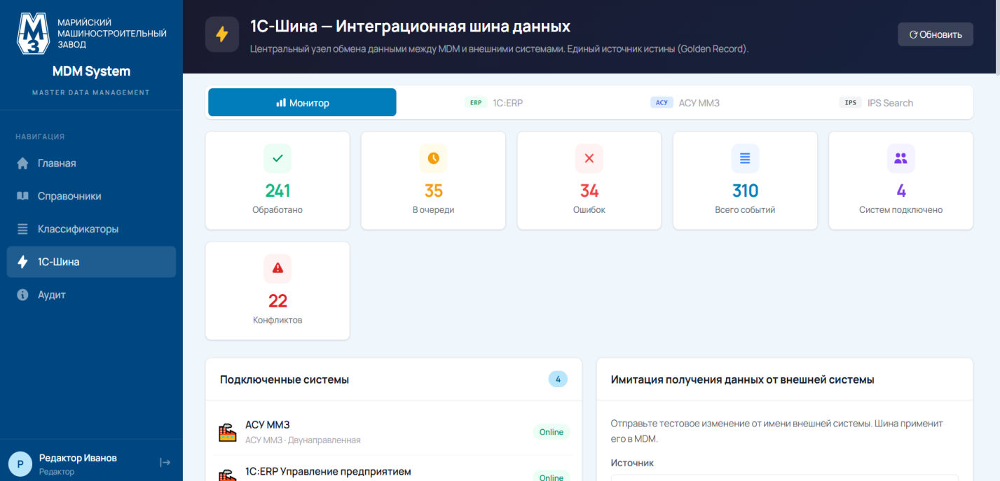 МАРИЙСКИЙ
МАШИНОСТРОИТЕЛЬНЫЙ
ЗАВОД
MDM System
MASTER DATA MANAGEMENT
НАВИГАЦИЯ
Главная
Справочники
Классификаторы
1С-Шина
Аудит
Р
Редактор Иванов
Редактор
1С-Шина — Интеграционная шина данных
Центральный узел обмена данными между MDM и внешними системами. Единый источник истины (Golden Record).
Обновить
Монитор
ERP 1С:ERP
АСУ АСУ ММЗ
IPS IPS Search
241
Обработано
35
В очереди
34
Ошибок
310
Всего событий
4
Систем подключено
22
Конфликтов
Подключенные системы
4
АСУ ММЗ
АСУ ММЗ · Двунаправленная
Online
1С:ERP Управление предприятием
Online
Имитация получения данных от внешней системы
Отправьте тестовое изменение от имени внешней системы. Шина применит
его в MDM.
Источник